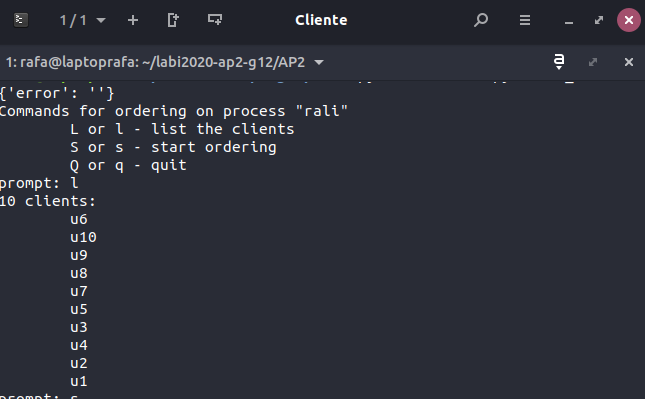 1 / 1
Cliente
1: rafa@laptoprafa: ~/labi2020-ap2-g12/AP2
a
{'error': ''}
Commands for ordering on process "rali"
L or l - list the clients
S or s - start ordering
Q or q - quit
prompt: l
10 clients:
u6
u10
u9
u8
u7
u5
u3
u4
u2
u1
prompt: s